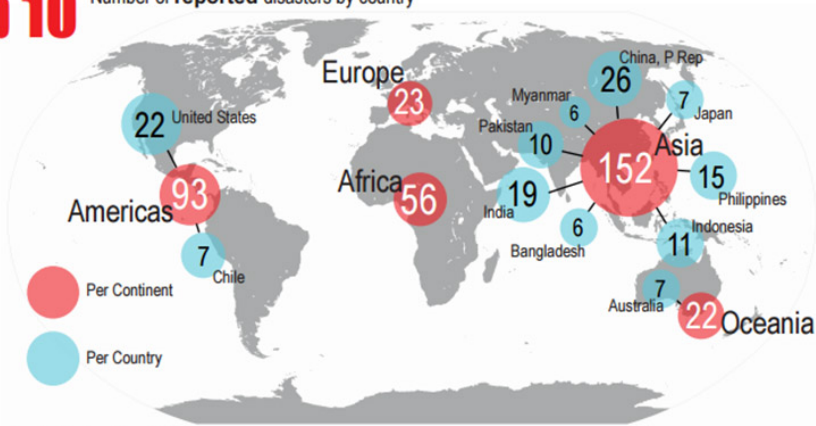 10
Number of reported disasters by country
Europe
23
China, P Rep
26
Myanmar
6
7
Japan
22
United States
Pakistan
10
Asia
152
Africa
56
India
19
15
Philippines
93
Americas
6
Bangladesh
Indonesia
11
7
Chile
7
Australia
22
Oceania
Per Continent
Per Country